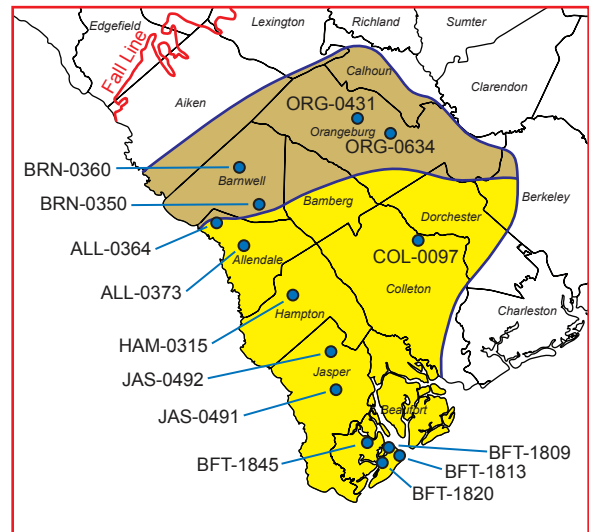 Edgefield
Lexington
Richland
Sumter
Fall Line
Calhoun
Clarendon
Aiken
ORG-0431
Orangeburg
ORG-0634
BRN-0360
Barnwell
BRN-0350
Bamberg
Berkeley
Dorchester
ALL-0364
Allendale
COL-0097
ALL-0373
Colleton
Charleston
Hampton
HAM-0315
JAS-0492
Jasper
JAS-0491
Beaufort
BFT-1809
BFT-1845
BFT-1813
BFT-1820